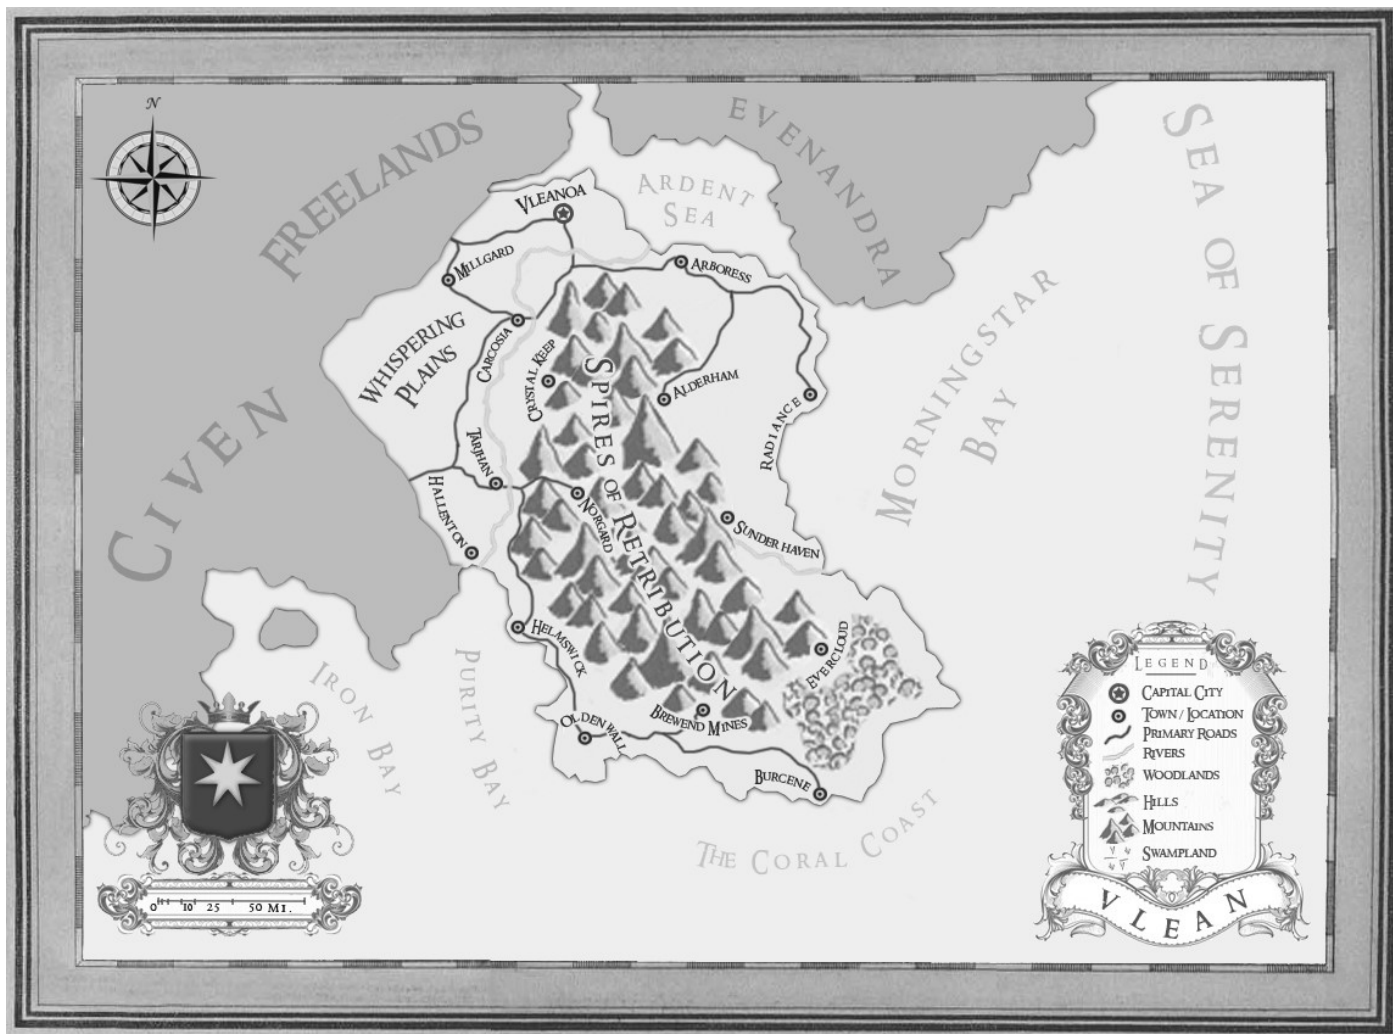 N
FREELANDS
EVENANDRA
SEA OF SERENITY
ARDENT
SEA
VLEANOA
MILLGARD
ARBORESS
WHISPERING
PLAINS
CARCOSIA
CRYSTAL KEEP
ALDERHAM
RADIANCE
MORNINGSTAR
BAY
CIVEN
SPIRES OF RETRIBUTION
TARJHAN
HALLENTON
NORGARD
SUNDER HAVEN
HELMSWICK
EVERCLOUD
IRON BAY
PURITY BAY
OLDENWALL
BREWEND MINES
BURCENE
THE CORAL COAST
LEGEND
CAPITAL CITY
TOWN / LOCATION
PRIMARY ROADS
RIVERS
WOODLANDS
HILLS
MOUNTAINS
SWAMPLAND
VLEAN
0 10 25 50 MI.